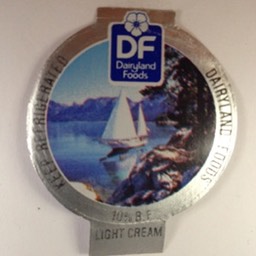 DF
Dairyland
Foods
KEEP REFRIGERATED
DAIRYLAND FOODS
10% B.F.
LIGHT CREAM